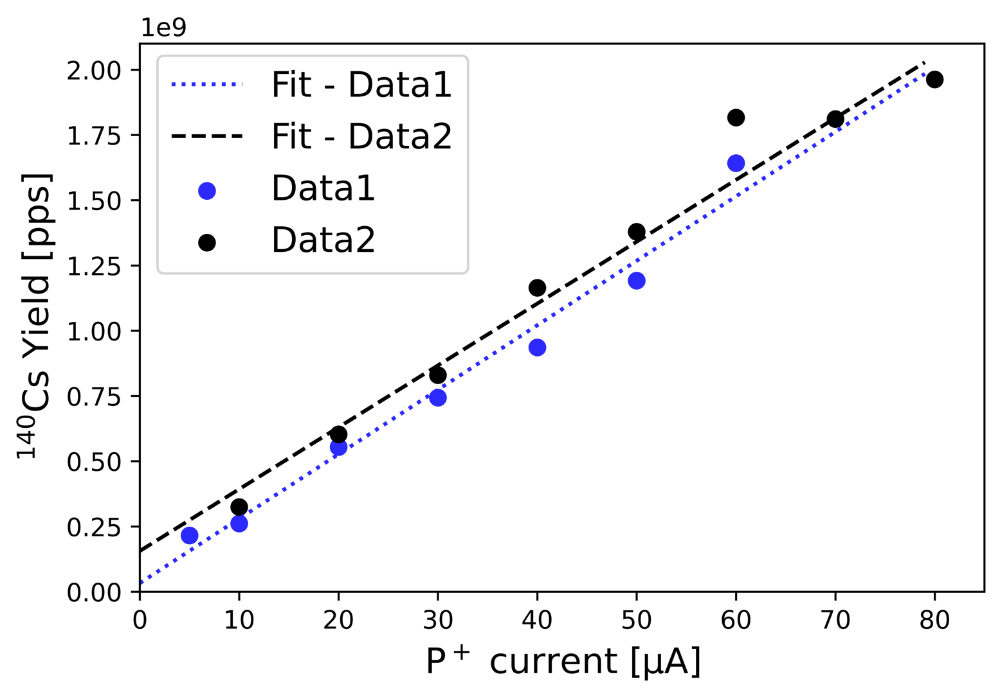 1e9
Fit - Data1
Fit - Data2
Data1
Data2
2.00
1.75
1.50
1.25
1.00
0.75
0.50
0.25
0.00
¹⁴⁰Cs Yield [pps]
0 10 20 30 40 50 60 70 80
P⁺ current [μA]